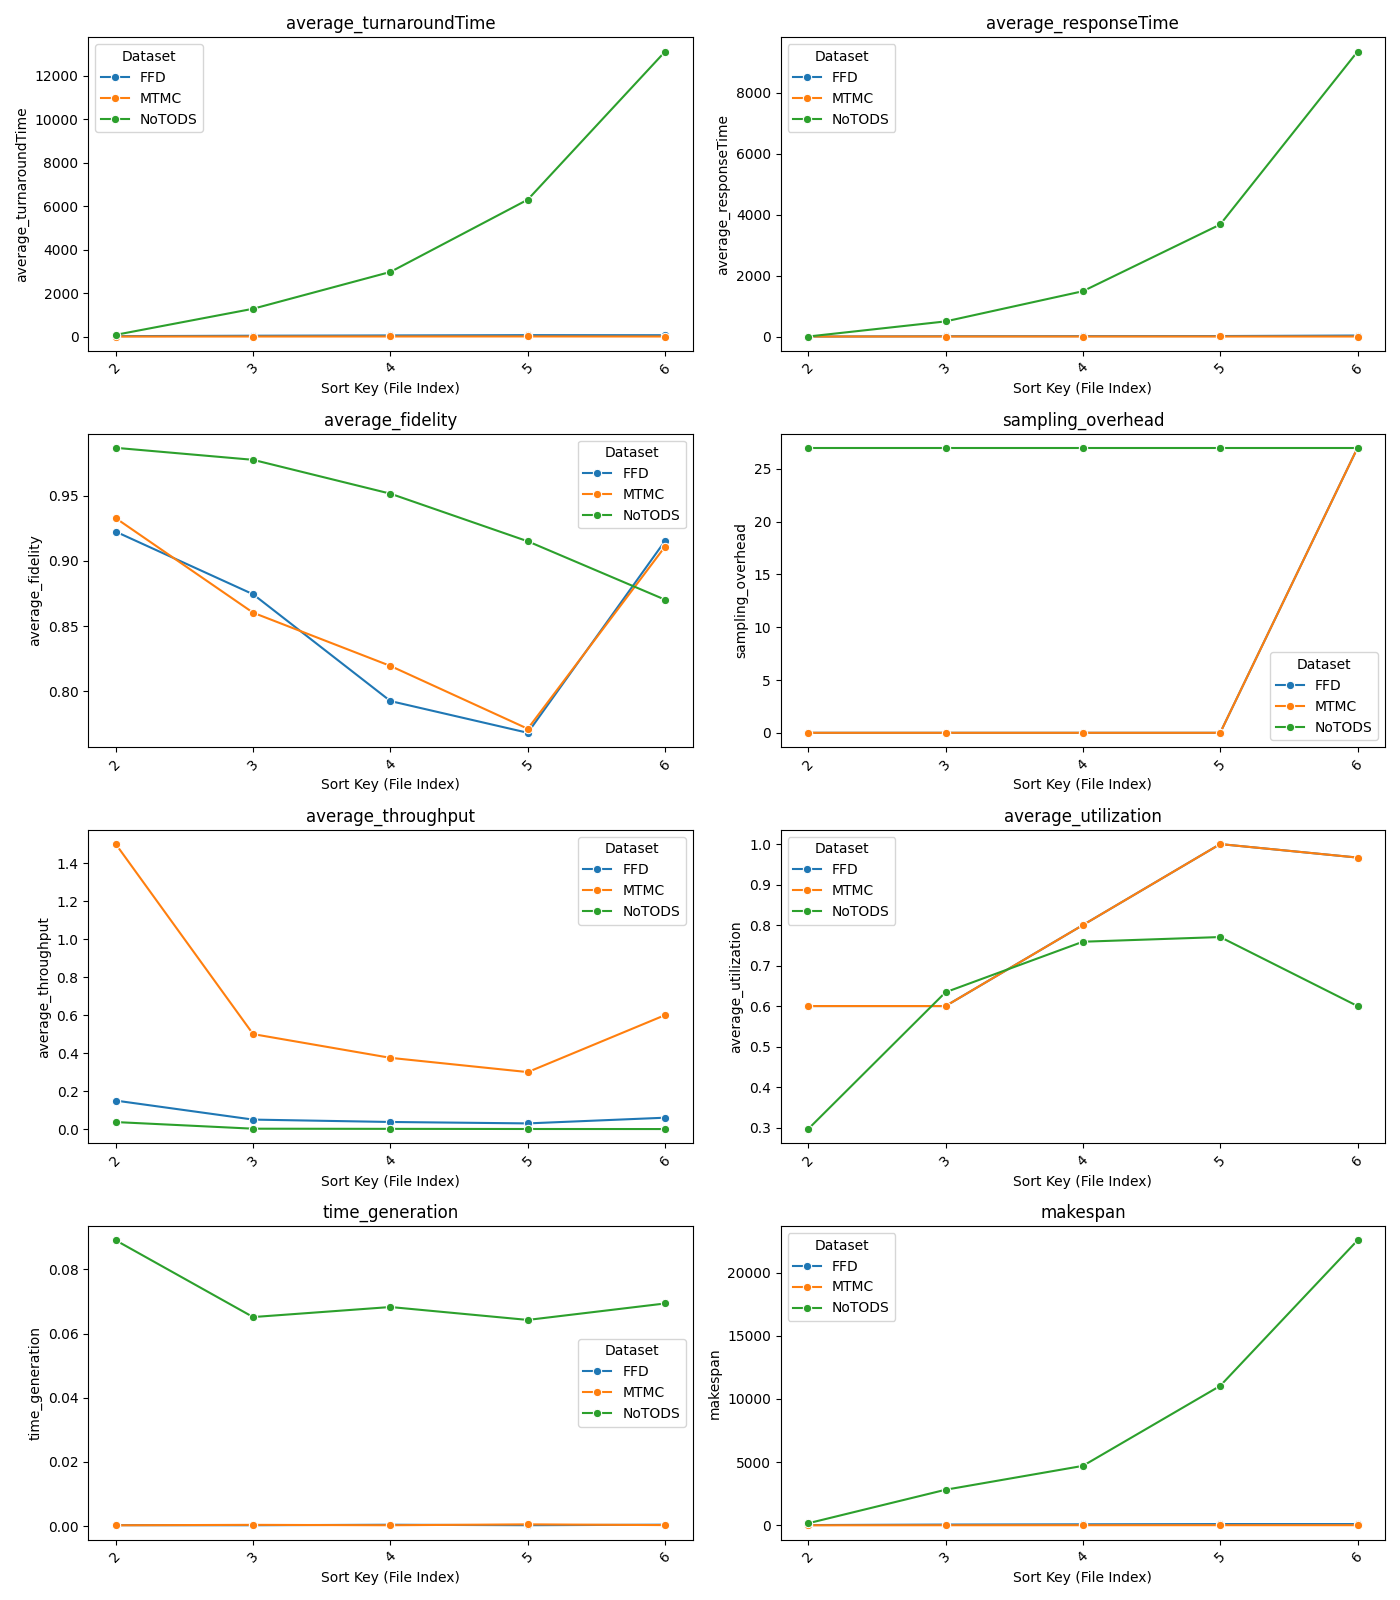 average_turnaroundTime
average_turnaroundTime
12000
10000
8000
6000
4000
2000
0
Dataset
FFD
MTMC
NoTODS
2
3
4
5
6
Sort Key (File Index)
average_responseTime
average_responseTime
8000
6000
4000
2000
0
Dataset
FFD
MTMC
NoTODS
2
3
4
5
6
Sort Key (File Index)
average_fidelity
average_fidelity
0.95
0.90
0.85
0.80
Dataset
FFD
MTMC
NoTODS
2
3
4
5
6
Sort Key (File Index)
sampling_overhead
sampling_overhead
25
20
15
10
5
0
Dataset
FFD
MTMC
NoTODS
2
3
4
5
6
Sort Key (File Index)
average_throughput
average_throughput
1.4
1.2
1.0
0.8
0.6
0.4
0.2
0.0
Dataset
FFD
MTMC
NoTODS
2
3
4
5
6
Sort Key (File Index)
average_utilization
average_utilization
1.0
0.9
0.8
0.7
0.6
0.5
0.4
0.3
Dataset
FFD
MTMC
NoTODS
2
3
4
5
6
Sort Key (File Index)
time_generation
time_generation
0.08
0.06
0.04
0.02
0.00
Dataset
FFD
MTMC
NoTODS
2
3
4
5
6
Sort Key (File Index)
makespan
makespan
20000
15000
10000
5000
0
Dataset
FFD
MTMC
NoTODS
2
3
4
5
6
Sort Key (File Index)